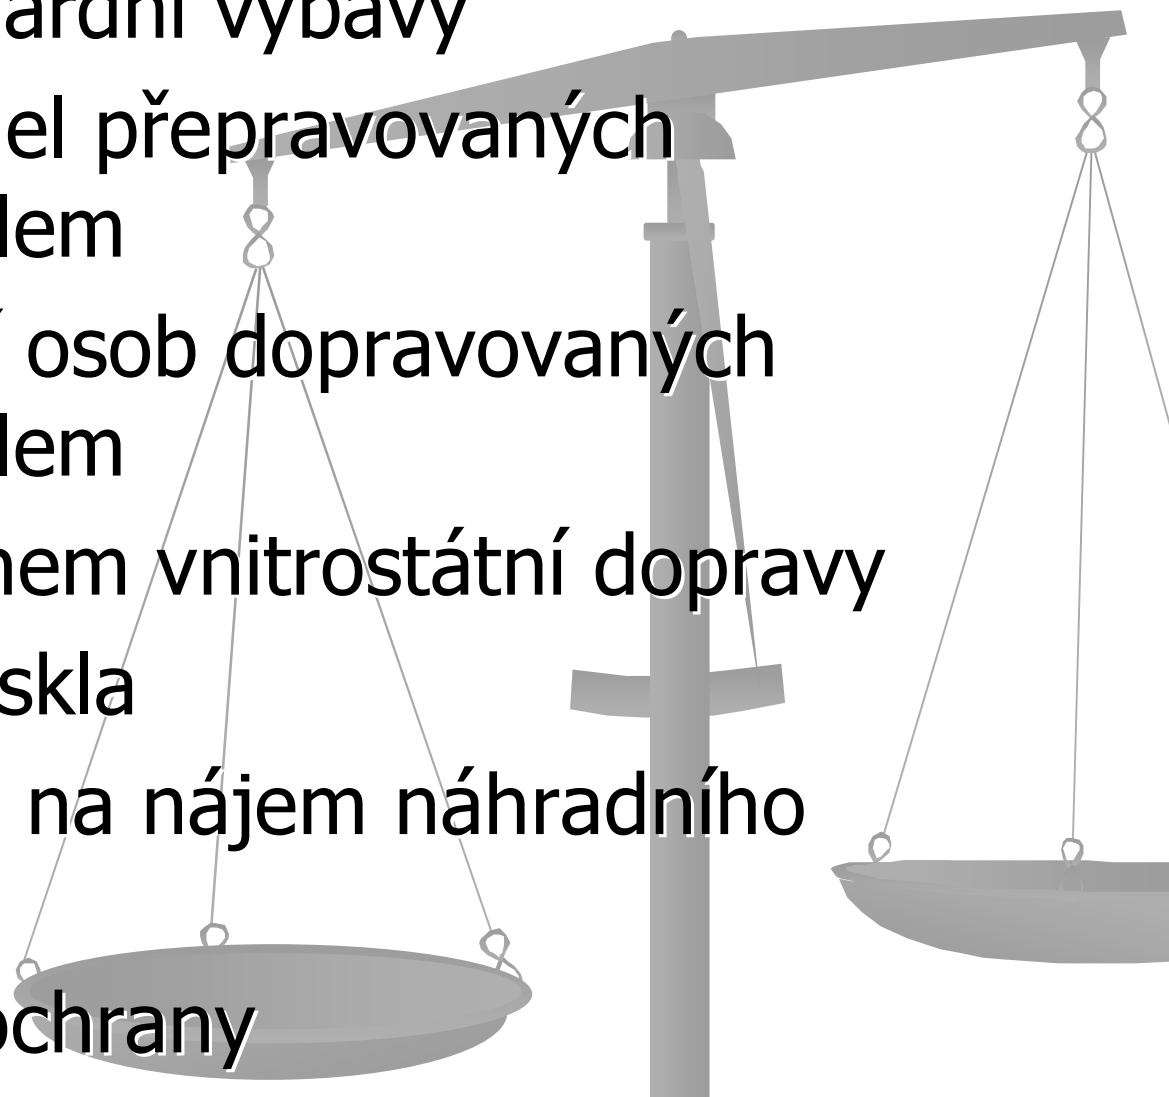 ardní výbavy
el přepravovaných
dlem
í osob dopravovaných
dlem
nem vnitrostátní dopravy
skla
na nájem náhradního
ochrany